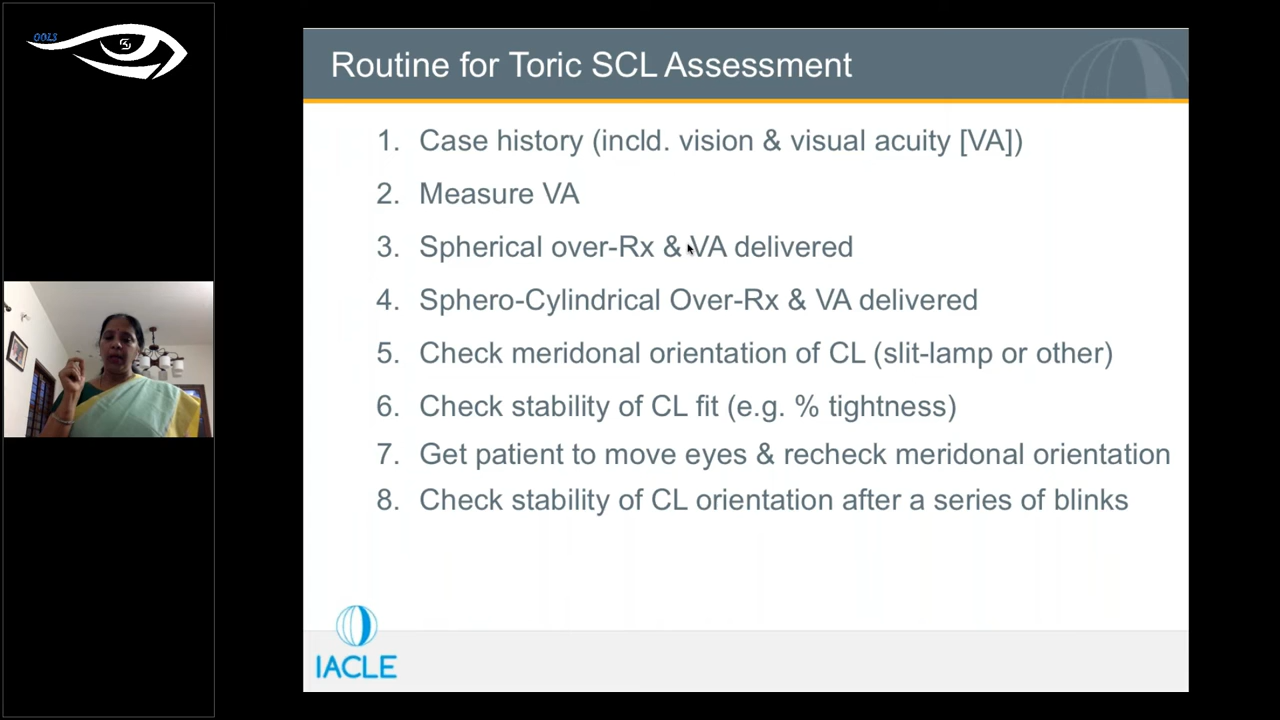 OOLS
Routine for Toric SCL Assessment
1. Case history (incld. vision & visual acuity [VA])
2. Measure VA
3. Spherical over-Rx & VA delivered
4. Sphero-Cylindrical Over-Rx & VA delivered
5. Check meridonal orientation of CL (slit-lamp or other)
6. Check stability of CL fit (e.g. % tightness)
7. Get patient to move eyes & recheck meridonal orientation
8. Check stability of CL orientation after a series of blinks
IACLE